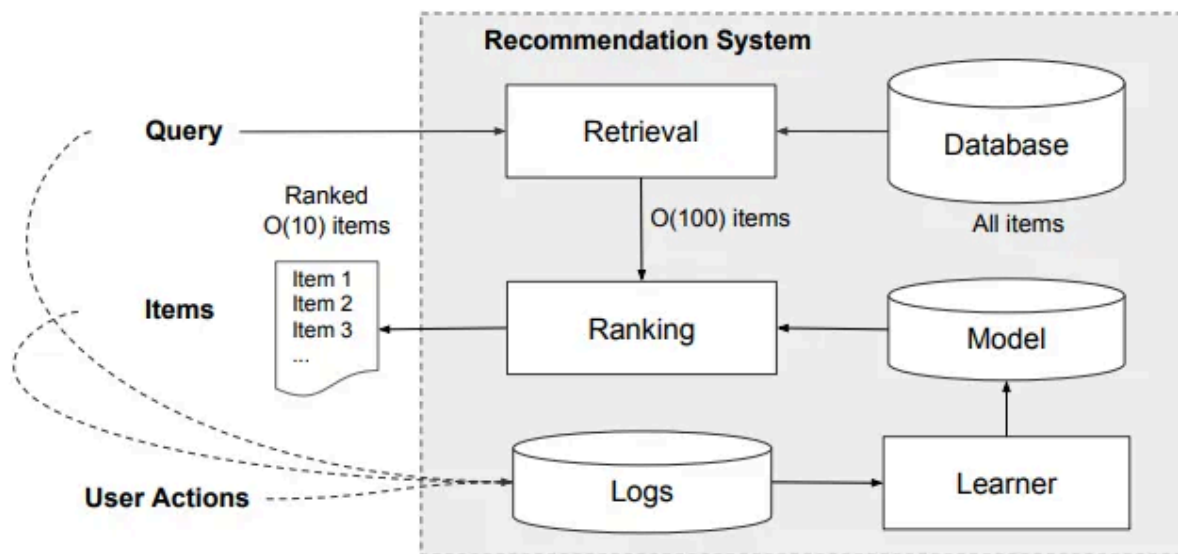 Recommendation System
Query
Retrieval
Database
All items
Ranked
O(10) items
O(100) items
Items
Item 1
Item 2
Item 3
...
Ranking
Model
User Actions
Logs
Learner